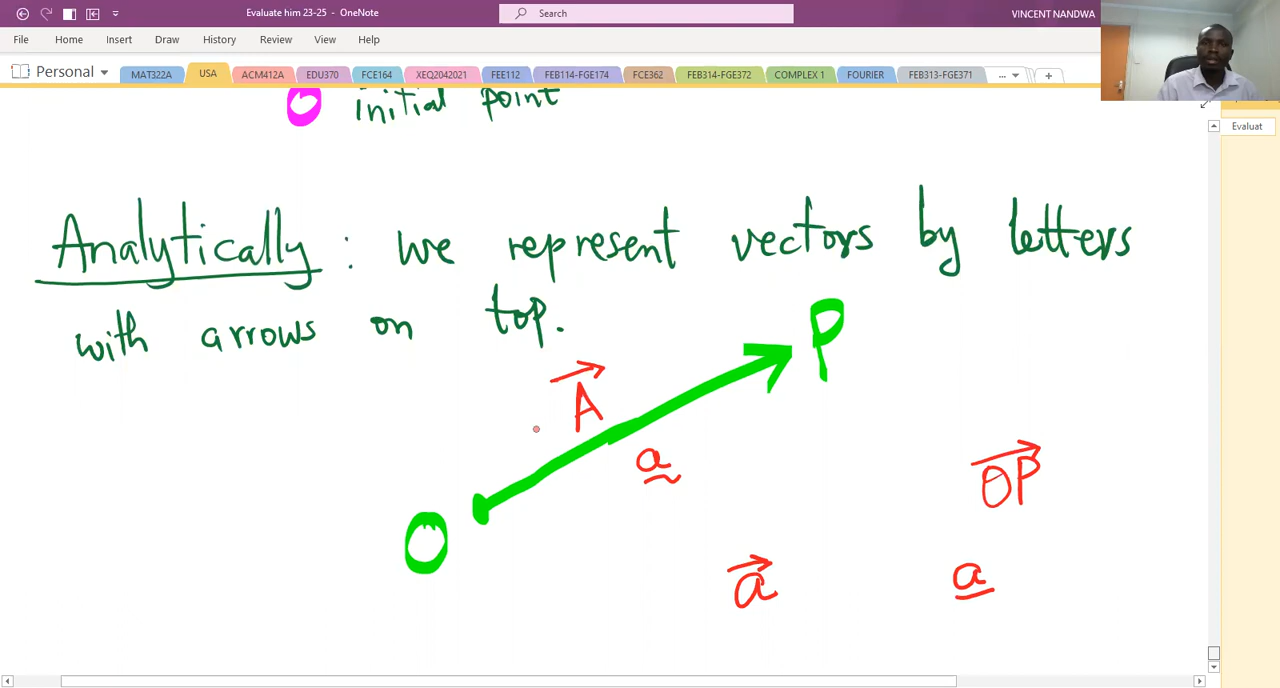 Evaluate him 23-25 - OneNote
Search
VINCENT NANDWA
File Home Insert Draw History Review View Help
Personal MAT322A USA ACM412A EDU370 FCE164 XEQ2042021 FEE112 FEB114-FGE174 FCE362 FEB314-FGE372 COMPLEX 1 FOURIER FEB313-FGE371 ...
Evaluat
initial point
Analytically : we represent vectors by letters
with arrows on top.
P
A
a
OP
O
a
a